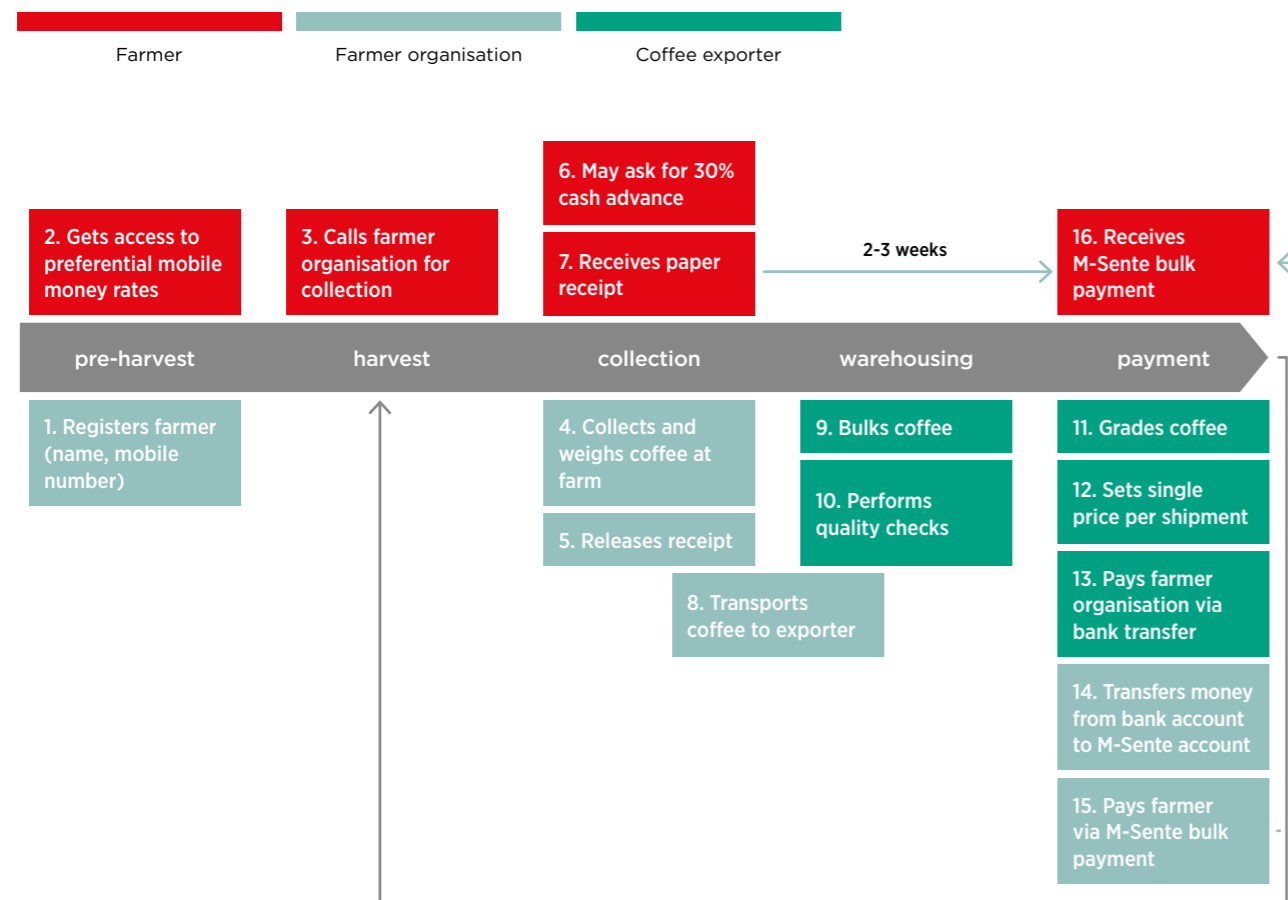 Farmer
Farmer organisation
Coffee exporter
6. May ask for 30%
cash advance
2. Gets access to
preferential mobile
money rates
3. Calls farmer
organisation for
collection
7. Receives paper
receipt
2-3 weeks
16. Receives
M-Sente bulk
payment
pre-harvest
harvest
collection
warehousing
payment
1. Registers farmer
(name, mobile
number)
4. Collects and
weighs coffee at
farm
5. Releases receipt
8. Transports
coffee to exporter
9. Bulks coffee
10. Performs
quality checks
11. Grades coffee
12. Sets single
price per shipment
13. Pays farmer
organisation via
bank transfer
14. Transfers money
from bank account
to M-Sente account
15. Pays farmer
via M-Sente bulk
payment